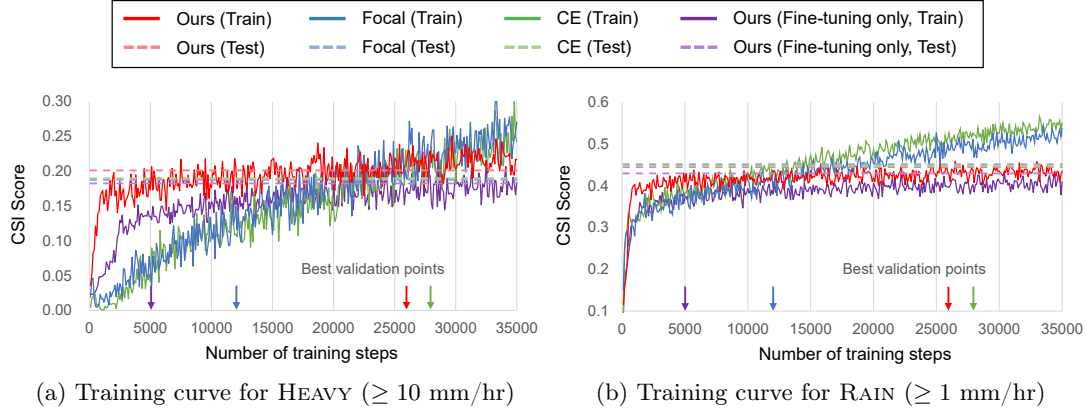 Ours (Train) Focal (Train) CE (Train) Ours (Fine-tuning only, Train)
Ours (Test) Focal (Test) CE (Test) Ours (Fine-tuning only, Test)
CSI Score
0.30
0.25
0.20
0.15
0.10
0.05
0.00
Best validation points
0 5000 10000 15000 20000 25000 30000 35000
Number of training steps
(a) Training curve for HEAVY (≥ 10 mm/hr)
CSI Score
0.6
0.5
0.4
0.3
0.2
0.1
Best validation points
0 5000 10000 15000 20000 25000 30000 35000
Number of training steps
(b) Training curve for RAIN (≥ 1 mm/hr)